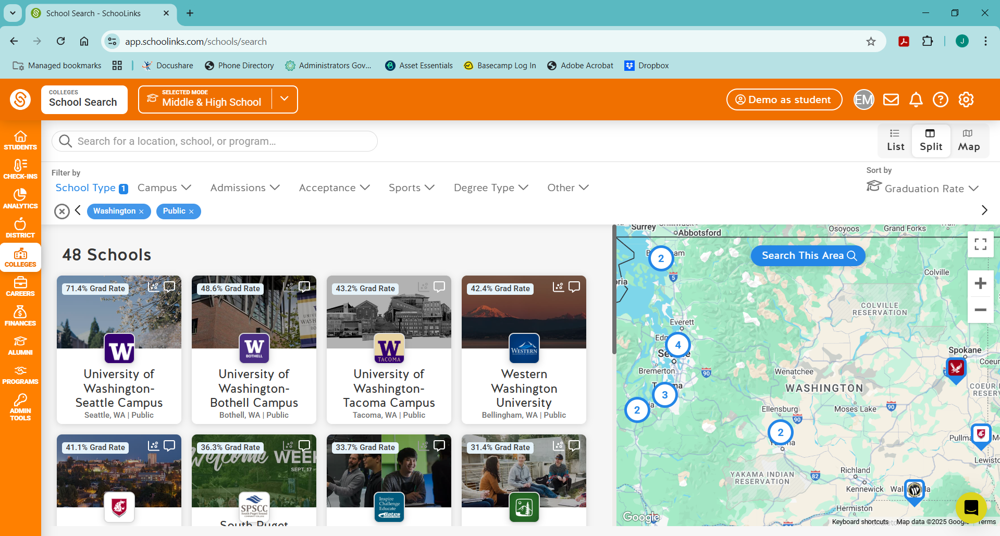 School Search - SchooLinks
app.schoolinks.com/schools/search
J
Managed bookmarks
Docushare
Phone Directory
Administrators Gov...
Asset Essentials
Basecamp Log In
Adobe Acrobat
Dropbox
COLLEGES
School Search
SELECTED MODE
Middle & High School
Demo as student
EM
STUDENTS
CHECK-INS
ANALYTICS
DISTRICT
COLLEGES
CAREERS
FINANCES
ALUMNI
PROGRAMS
ADMIN
TOOLS
Search for a location, school, or program...
List
Split
Map
Filter by
School Type 1
Campus
Admissions
Acceptance
Sports
Degree Type
Other
Sort by
Graduation Rate
Washington ×
Public ×
48 Schools
71.4% Grad Rate
W
University of
Washington-
Seattle Campus
Seattle, WA | Public
48.6% Grad Rate
W
BOTHELL
University of
Washington-
Bothell Campus
Bothell, WA | Public
43.2% Grad Rate
W
TACOMA
University of
Washington-
Tacoma Campus
Tacoma, WA | Public
42.4% Grad Rate
WESTERN
Western
Washington
University
Bellingham, WA | Public
41.1% Grad Rate
36.3% Grad Rate
Welcome WEEK
SEPT. 17 -
SPSCC
South Puget Sound
South Puget
33.7% Grad Rate
Inspire
Challenge
Educate
Bates
31.4% Grad Rate
Search This Area
Surrey
Abbotsford
Osoyoos
Grand Forks
2
5
Colville
COLVILLE
RESERVATION
Everett
4
Bremerton
90
Wenatchee
Spokane
Coeur
WASHINGTON
COEUR
RESERV
3
2
Ellensburg
90
Moses Lake
90
2
Pullma
Lewisto
YAKAMA INDIAN
RESERVATION
82
Richland
Kennewick
Hermiston
Google
Keyboard shortcuts
Map data ©2025 Google
Terms